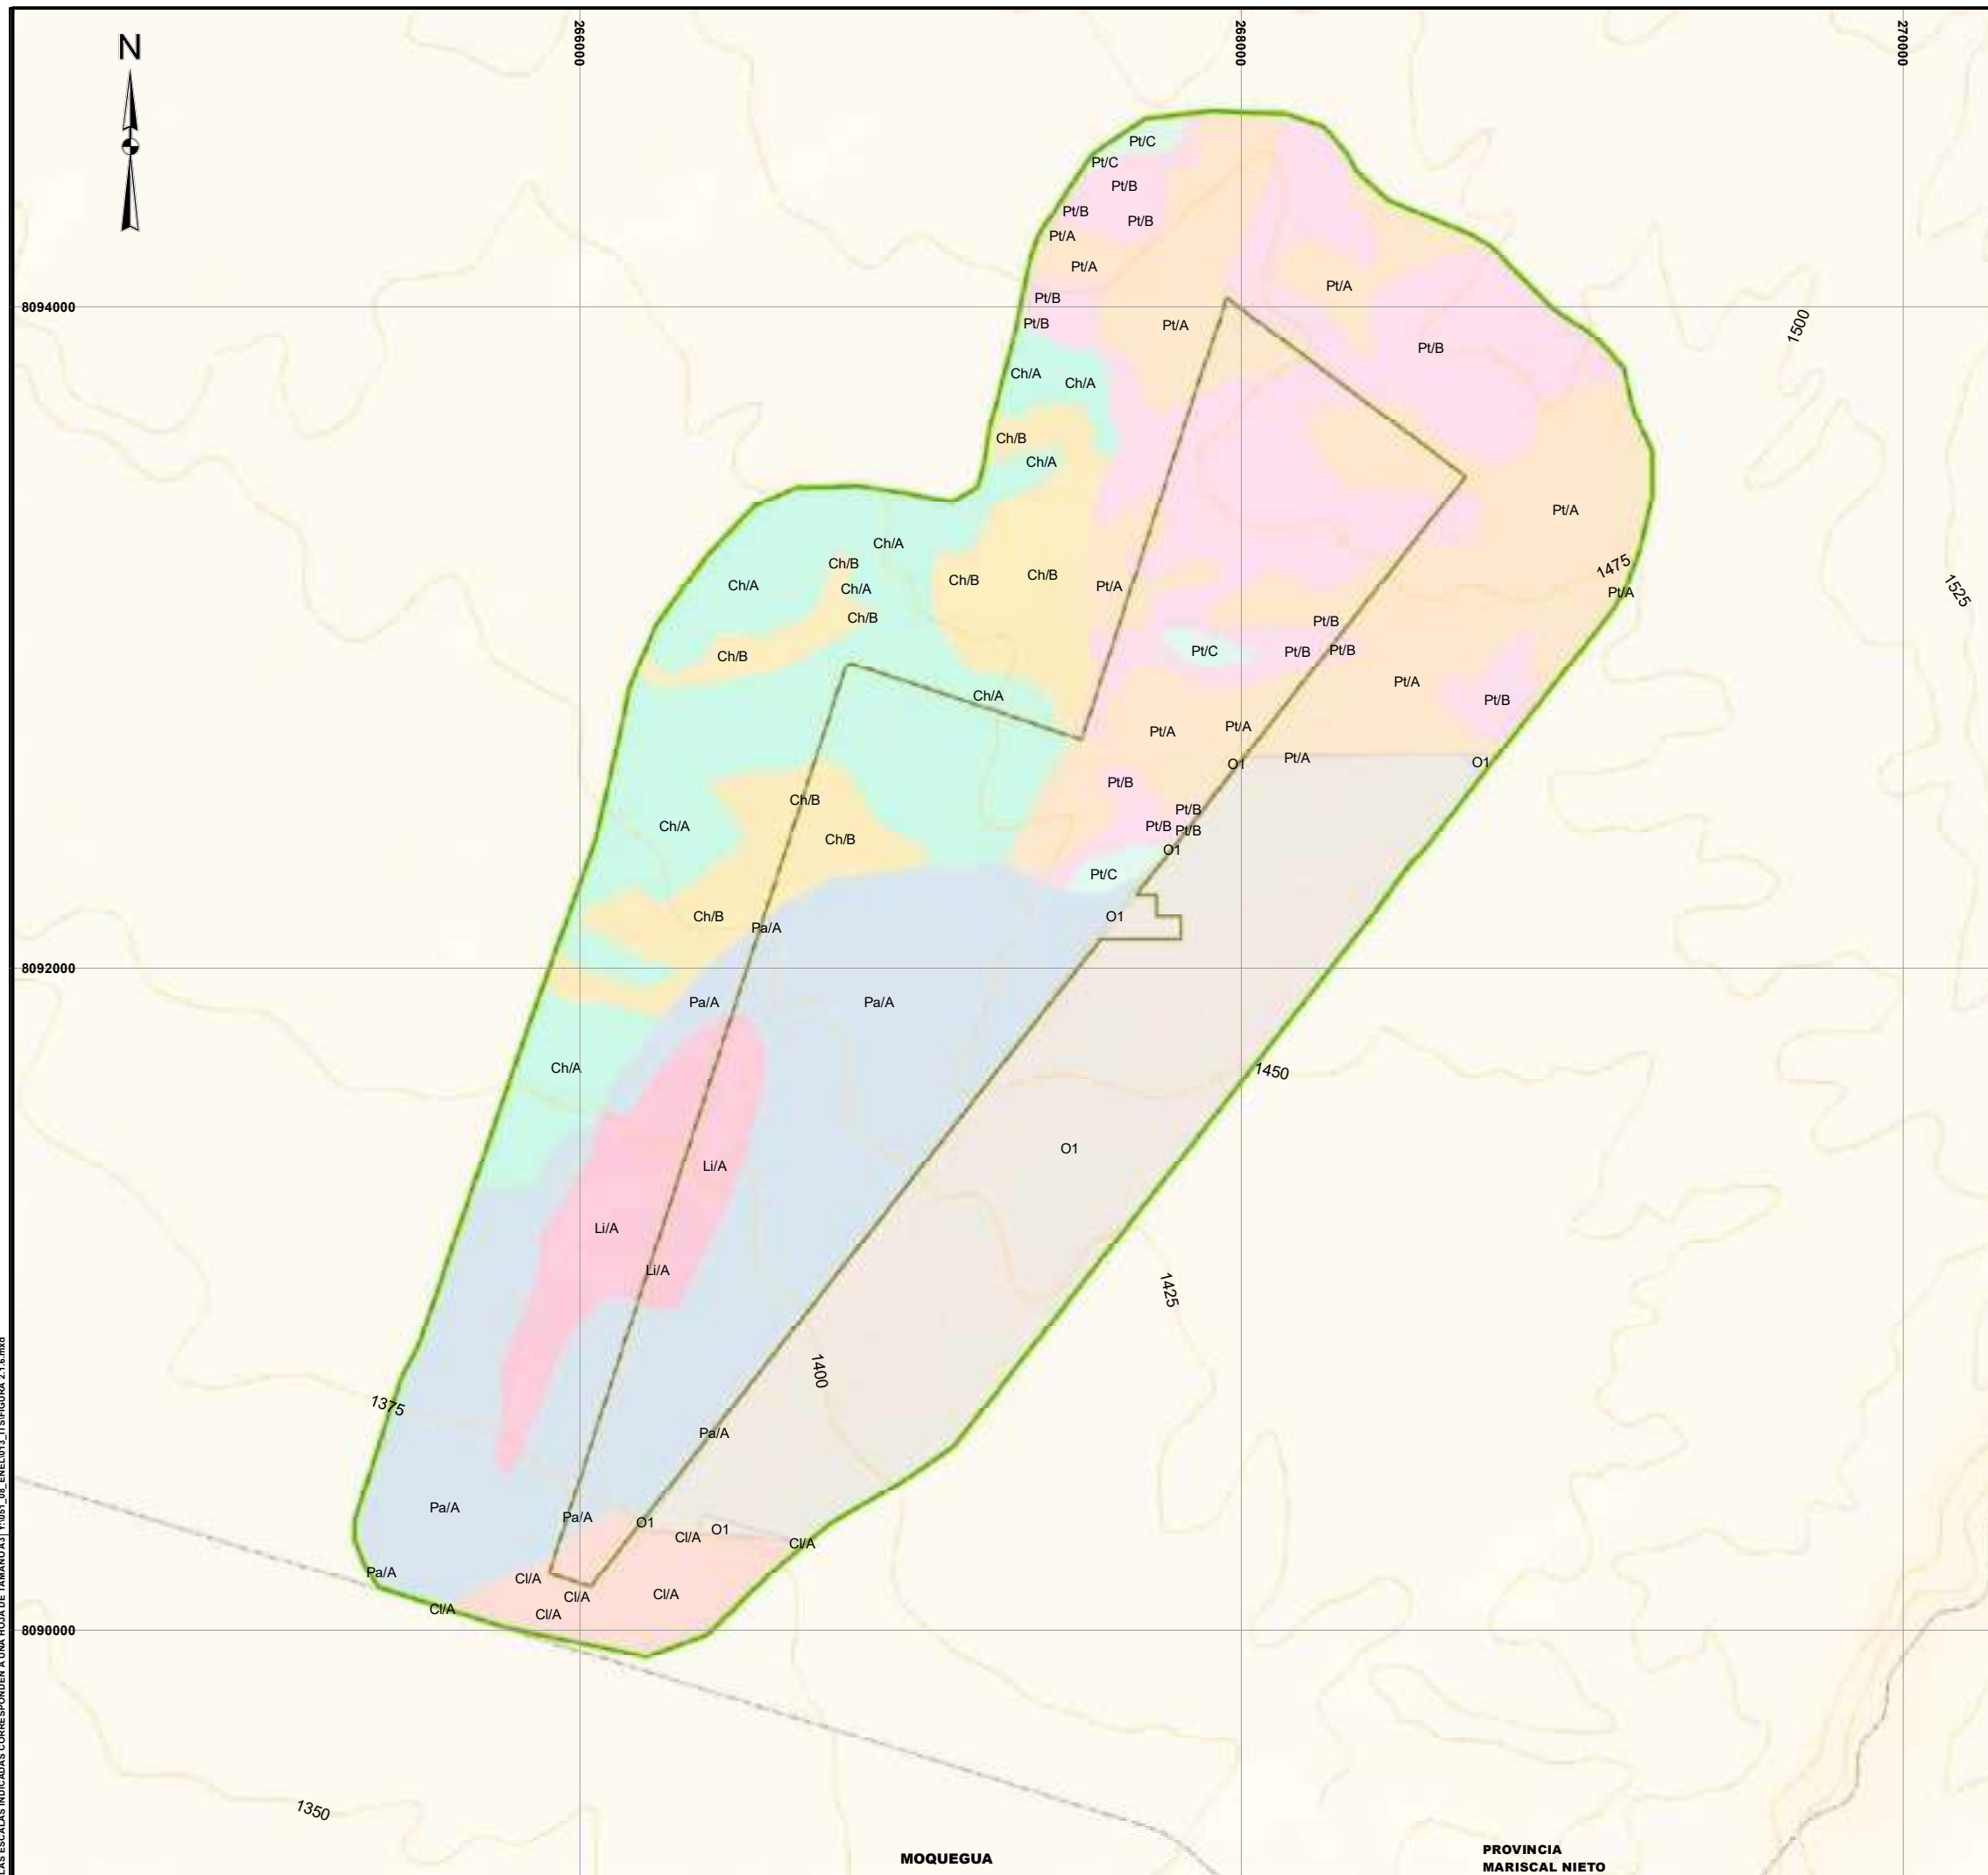 N
266000
268000
270000
Pt/C
Pt/C
Pt/B
Pt/B
Pt/B
Pt/A
Pt/A
Pt/A
Pt/B
8094000
Pt/B
Pt/A
1500
Pt/B
Ch/A
Ch/A
Ch/B
Ch/A
Pt/A
Ch/A
Ch/B
1475
Ch/B
Ch/B
Ch/A
Ch/A
Pt/A
Pt/A
1525
Ch/B
Pt/B
Ch/B
Pt/C
Pt/B
Pt/B
Pt/A
Ch/A
Pt/B
Pt/A
Pt/A
Pt/A
O1
O1
Pt/B
Ch/B
Pt/B
Ch/A
Pt/B
Pt/B
Ch/B
O1
Pt/C
Ch/B
O1
Pa/A
8092000
Pa/A
Pa/A
Ch/A
1450
O1
Li/A
Li/A
Li/A
1425
1400
1375
Pa/A
Pa/A
Pa/A
O1
O1
Cl/A
Cl/A
Pa/A
Cl/A
Cl/A
Cl/A
Cl/A
Cl/A
8090000
1350
MOQUEGUA
PROVINCIA
MARISCAL NIETO